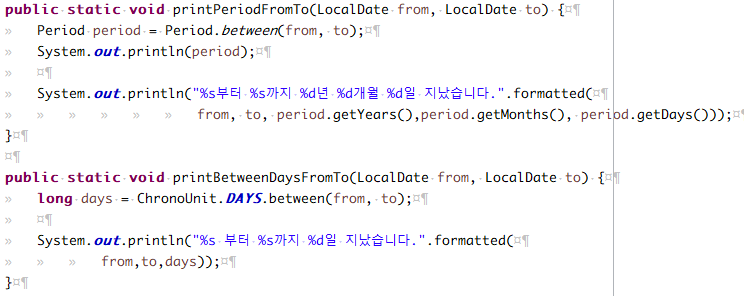 public static void printPeriodFromTo(LocalDate from, LocalDate to) {¤¶
» Period period = Period.between(from, to);¤¶
» System.out.println(period);¤¶
» ¤¶
» System.out.println("%s부터 %s까지 %d년 %d개월 %d일 지났습니다.".formatted(¤¶
» » » » » » from, to, period.getYears(),period.getMonths(), period.getDays()));¤¶
}¤¶
¤¶
public static void printBetweenDaysFromTo(LocalDate from, LocalDate to) {¤¶
» long days = ChronoUnit.DAYS.between(from, to);¤¶
» ¤¶
» System.out.println("%s 부터 %s까지 %d일 지났습니다.".formatted(¤¶
» » » from,to,days));¤¶
}¤¶